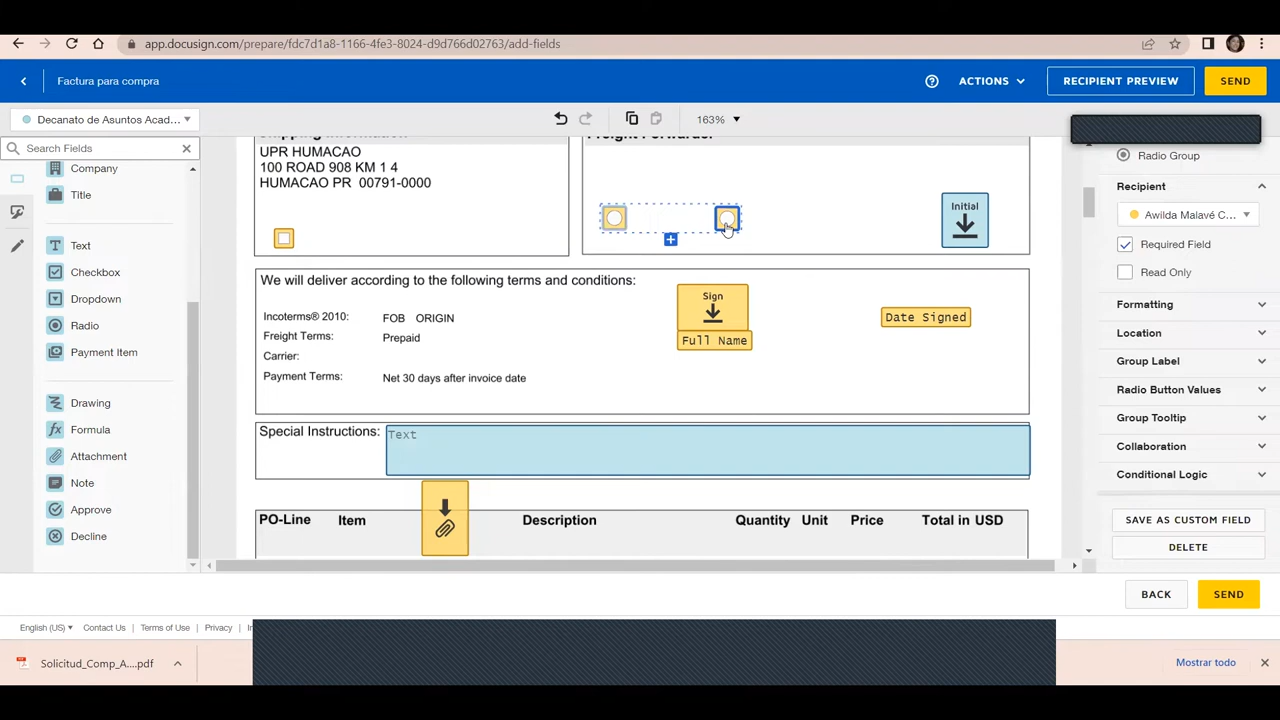 app.docusign.com/prepare/fdc7d1a8-1166-4fe3-8024-d9d766d02763/add-fields
Factura para compra
ACTIONS
RECIPIENT PREVIEW
SEND
Decanato de Asuntos Acad...
163%
Search Fields
Company
Title
Text
Checkbox
Dropdown
Radio
Payment Item
Drawing
Formula
Attachment
Note
Approve
Decline
Shipping Information
Freight Forwarder
UPR HUMACAO
100 ROAD 908 KM 1 4
HUMACAO PR 00791-0000
Initial
We will deliver according to the following terms and conditions:
Incoterms® 2010: FOB ORIGIN
Freight Terms: Prepaid
Carrier:
Payment Terms: Net 30 days after invoice date
Sign
Full Name
Date Signed
Special Instructions: Text
PO-Line Item Description Quantity Unit Price Total in USD
Radio Group
Recipient
Awilda Malavé C...
Required Field
Read Only
Formatting
Location
Group Label
Radio Button Values
Group Tooltip
Collaboration
Conditional Logic
SAVE AS CUSTOM FIELD
DELETE
BACK
SEND
English (US) Contact Us Terms of Use Privacy
Solicitud_Comp_A....pdf
Mostrar todo